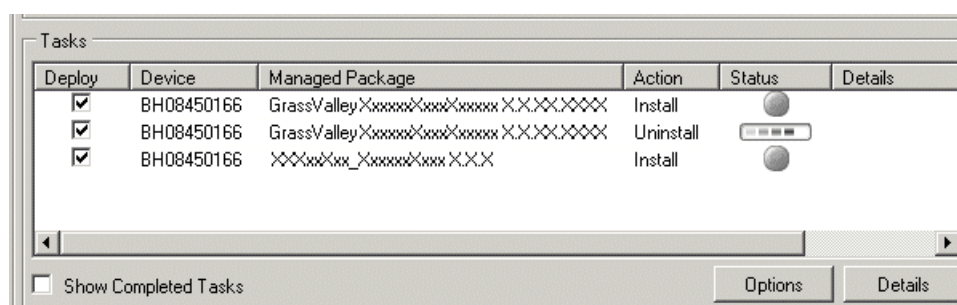 Tasks
Deploy Device Managed Package Action Status Details
BH08450166 GrassValleyXxxxxxXxxxXxxxxx X.X.XX.XXXX Install
BH08450166 GrassValleyXxxxxxXxxxXxxxxx X.X.XX.XXXX Uninstall
BH08450166 XXXxxXxx_XxxxxxXxxx X.X.X Install
Show Completed Tasks Options Details